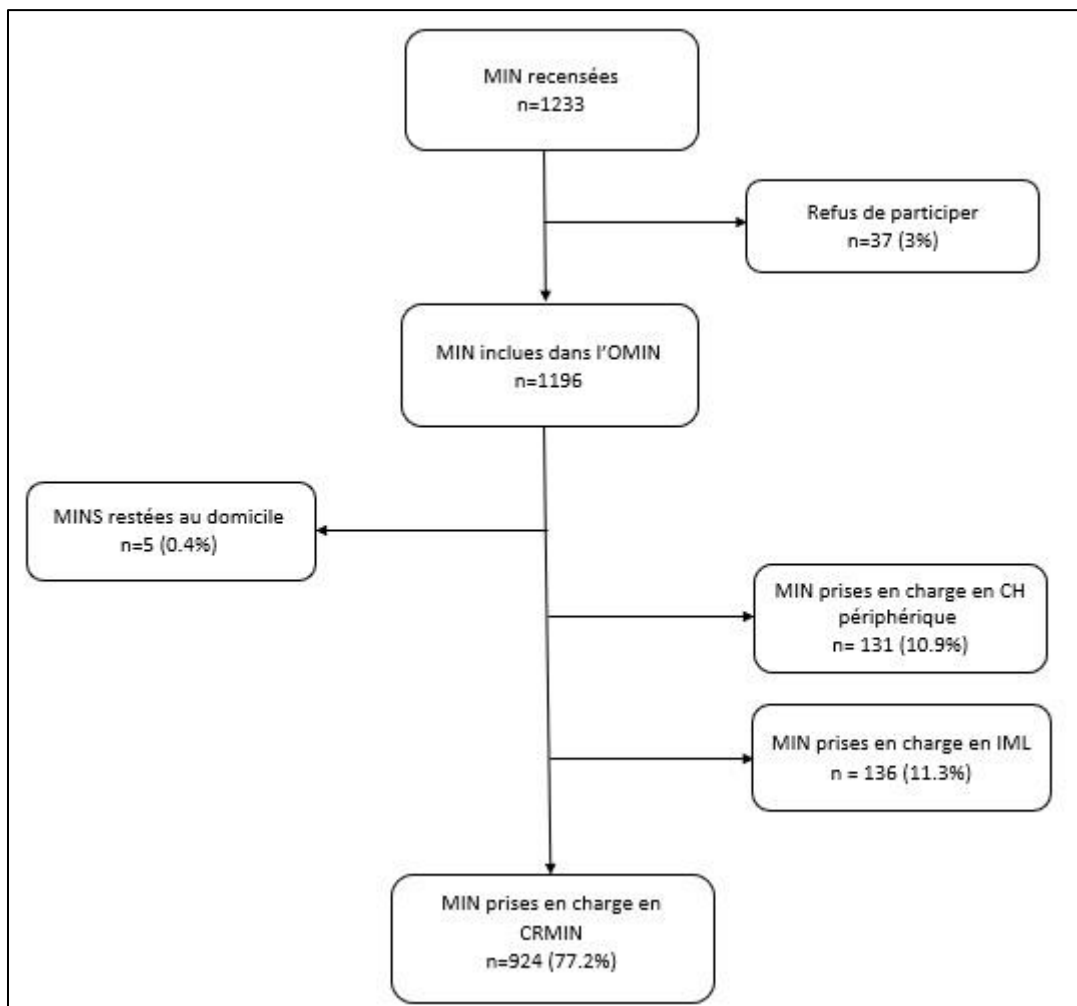 MIN recensées
n=1233
Refus de participer
n=37 (3%)
MIN inclues dans l'OMIN
n=1196
MINS restées au domicile
n=5 (0.4%)
MIN prises en charge en CH
périphérique
n= 131 (10.9%)
MIN prises en charge en IML
n = 136 (11.3%)
MIN prises en charge en
CRMIN
n=924 (77.2%)